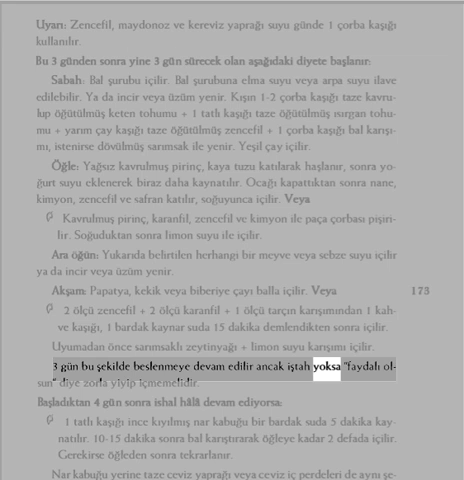 Uyarı: Zencefil, maydonoz ve kereviz yaprağı suyu günde 1 çorba kaşığı
kullanılır.
Bu 3 günden sonra yine 3 gün sürecek olan aşağıdaki diyete başlanır:
Sabah: Bal şurubu içilir. Bal şurubuna elma suyu veya arpa suyu ilave
edilebilir. Ya da incir veya üzüm yenir. Kışın 1-2 çorba kaşığı taze kavru-
lup öğütülmüş keten tohumu + 1 tatlı kaşığı taze öğütülmüş ısırgan tohu-
mu + yarım çay kaşığı taze öğütülmüş zencefil + 1 çorba kaşığı bal karışı-
mı, istenirse dövülmüş sarımsak ile yenir. Yeşil çay içilir.
Öğle: Yağsız kavrulmuş pirinç, kaya tuzu katılarak haşlanır, sonra yo-
ğurt suyu eklenerek biraz daha kaynatılır. Ocağı kapattıktan sonra nane,
kimyon, zencefil ve safran katılır, soğuyunca içilir. Veya
Kavrulmuş pirinç, karanfil, zencefil ve kimyon ile paça çorbası pişiri-
lir. Soğuduktan sonra limon suyu ile içilir.
Ara öğün: Yukarıda belirtilen herhangi bir meyve veya sebze suyu içilir
ya da incir veya üzüm yenir.
Akşam: Papatya, kekik veya biberiye çayı balla içilir. Veya
173
2 ölçü zencefil + 2 ölçü karanfil + 1 ölçü tarçın karışımından 1 kah-
ve kaşığı, 1 bardak kaynar suda 15 dakika demlendikten sonra içilir.
Uyumadan önce sarımsaklı zeytinyağı + limon suyu karışımı içilir.
3 gün bu şekilde beslenmeye devam edilir ancak iştah yoksa "faydalı ol-
sun" diye zorla yiyip içmemelidir.
Başladıktan 4 gün sonra ishal hâlâ devam ediyorsa:
1 tatlı kaşığı ince kıyılmış nar kabuğu bir bardak suda 5 dakika kay-
natılır. 10-15 dakika sonra bal karıştırarak öğleye kadar 2 defada içilir.
Gerekirse öğleden sonra tekrarlanır.
Nar kabuğu yerine taze ceviz yaprağı veya ceviz iç perdeleri de aynı şe-